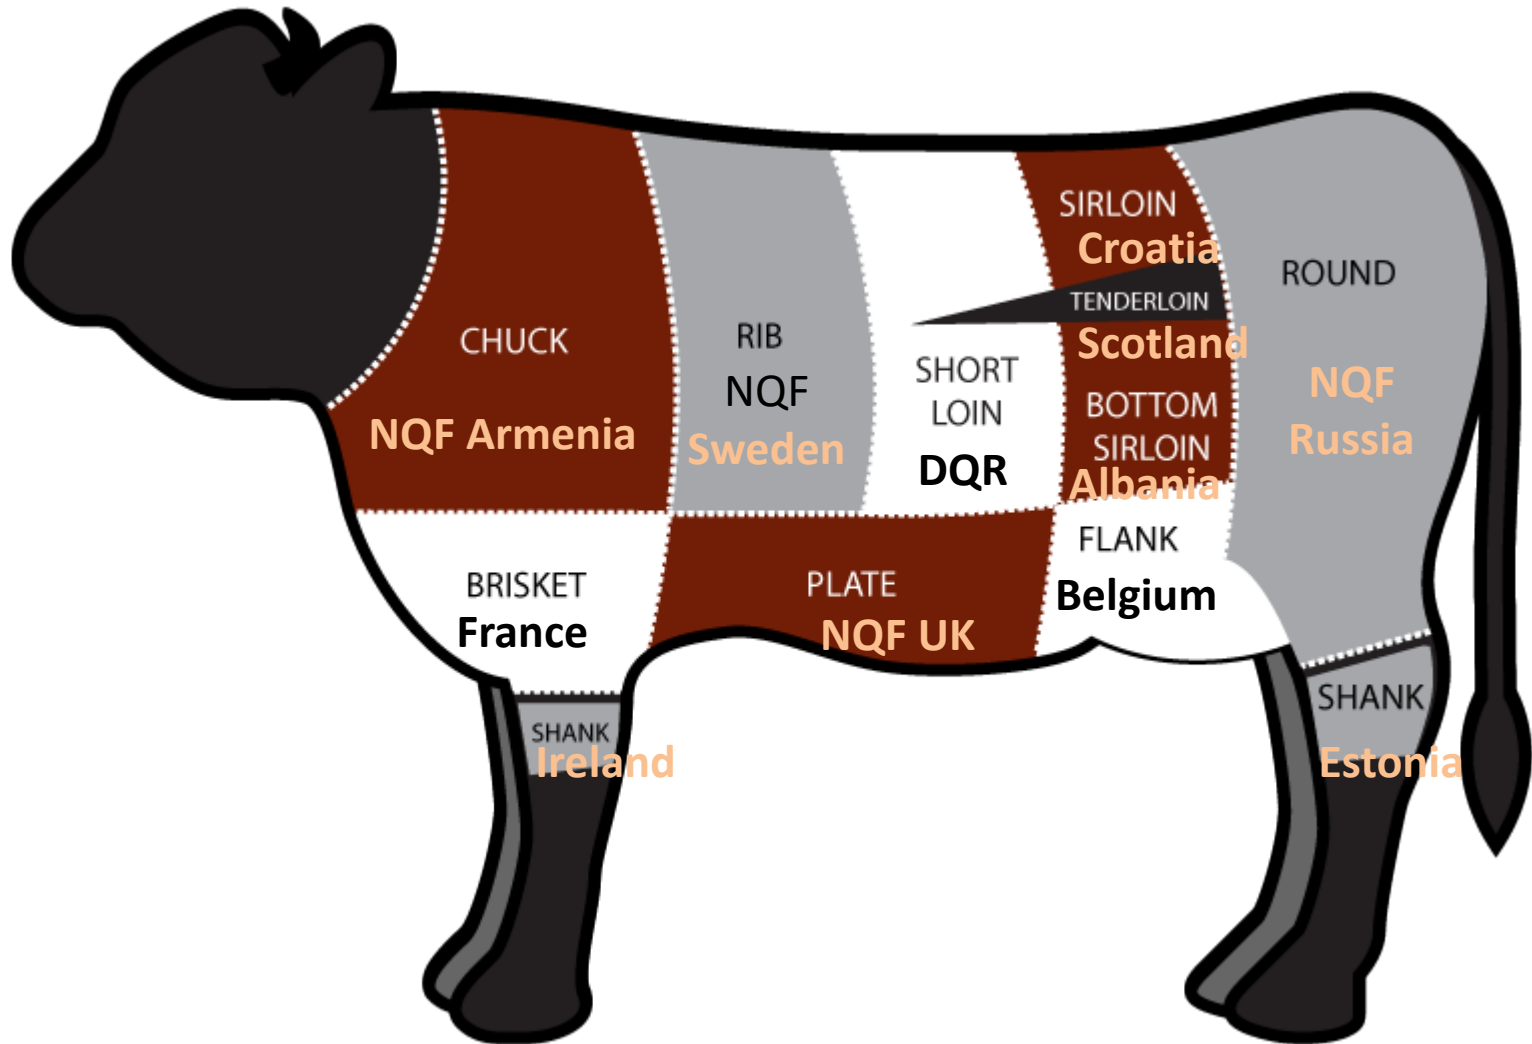 CHUCK
NQF Armenia
RIB
NQF
Sweden
SHORT
LOIN
DQR
SIRLOIN
Croatia
TENDERLOIN
Scotland
BOTTOM
SIRLOIN
Albania
ROUND
NQF
Russia
BRISKET
France
PLATE
NQF UK
FLANK
Belgium
SHANK
Ireland
SHANK
Estonia